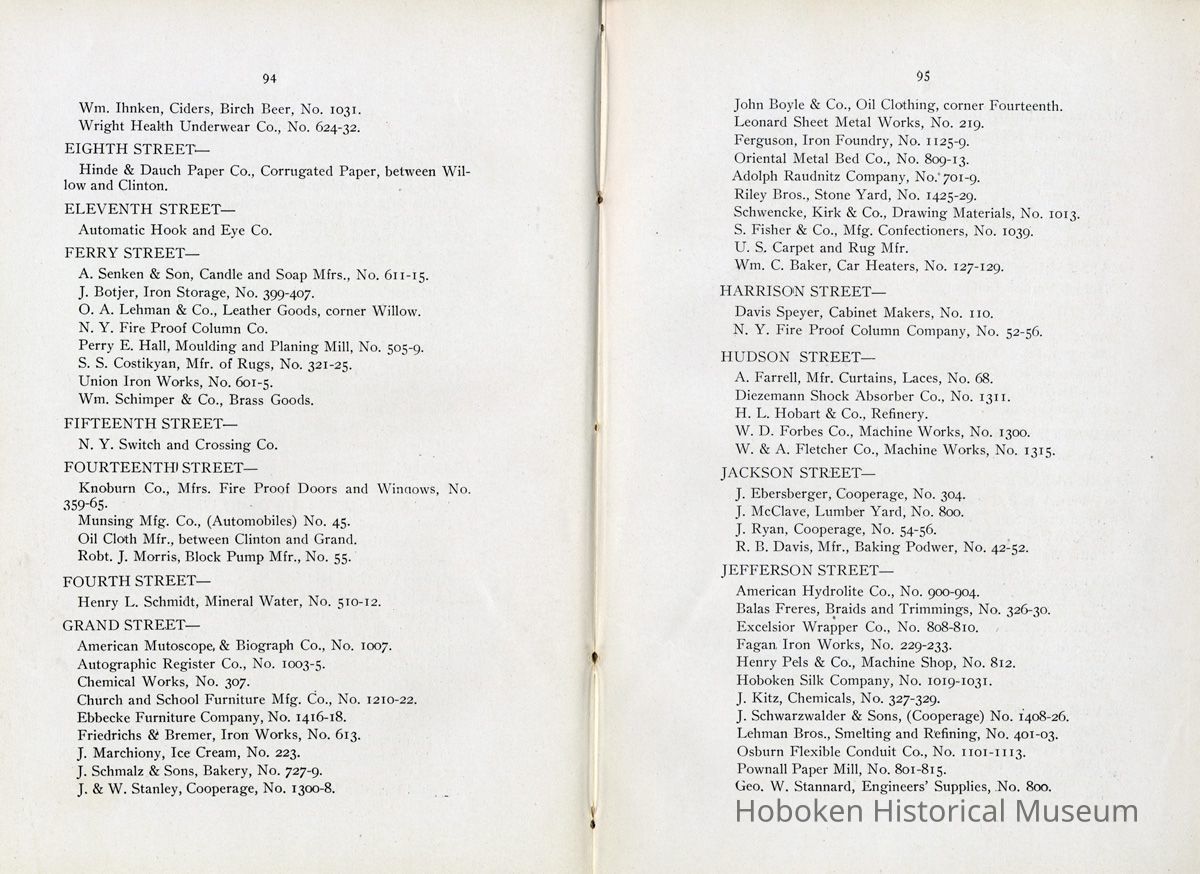 94
Wm. Ihnken, Ciders, Birch Beer, No. 1031.
Wright Health Underwear Co., No. 624-32.
EIGHTH STREET—
Hinde & Dauch Paper Co., Corrugated Paper, between Wil-
low and Clinton.
ELEVENTH STREET—
Automatic Hook and Eye Co.
FERRY STREET—
A. Senken & Son, Candle and Soap Mfrs., No. 611-15.
J. Botjer, Iron Storage, No. 399-407.
O. A. Lehman & Co., Leather Goods, corner Willow.
N. Y. Fire Proof Column Co.
Perry E. Hall, Moulding and Planing Mill, No. 505-9.
S. S. Costikyan, Mfr. of Rugs, No. 321-25.
Union Iron Works, No. 601-5.
Wm. Schimper & Co., Brass Goods.
FIFTEENTH STREET—
N. Y. Switch and Crossing Co.
FOURTEENTH STREET—
Knoburn Co., Mfrs. Fire Proof Doors and Windows, No.
359-65.
Munsing Mfg. Co., (Automobiles) No. 45.
Oil Cloth Mfr., between Clinton and Grand.
Robt. J. Morris, Block Pump Mfr., No. 55.
FOURTH STREET—
Henry L. Schmidt, Mineral Water, No. 510-12.
GRAND STREET—
American Mutoscope, & Biograph Co., No. 1007.
Autographic Register Co., No. 1003-5.
Chemical Works, No. 307.
Church and School Furniture Mfg. Co., No. 1210-22.
Ebbecke Furniture Company, No. 1416-18.
Friedrichs & Bremer, Iron Works, No. 613.
J. Marchiony, Ice Cream, No. 223.
J. Schmalz & Sons, Bakery, No. 727-9.
J. & W. Stanley, Cooperage, No. 1300-8.
95
John Boyle & Co., Oil Clothing, corner Fourteenth.
Leonard Sheet Metal Works, No. 219.
Ferguson, Iron Foundry, No. 1125-9.
Oriental Metal Bed Co., No. 809-13.
Adolph Raudnitz Company, No. 701-9.
Riley Bros., Stone Yard, No. 1425-29.
Schwencke, Kirk & Co., Drawing Materials, No. 1013.
S. Fisher & Co., Mfg. Confectioners, No. 1039.
U. S. Carpet and Rug Mfr.
Wm. C. Baker, Car Heaters, No. 127-129.
HARRISON STREET—
Davis Speyer, Cabinet Makers, No. 110.
N. Y. Fire Proof Column Company, No. 52-56.
HUDSON STREET—
A. Farrell, Mfr. Curtains, Laces, No. 68.
Diezemann Shock Absorber Co., No. 1311.
H. L. Hobart & Co., Refinery.
W. D. Forbes Co., Machine Works, No. 1300.
W. & A. Fletcher Co., Machine Works, No. 1315.
JACKSON STREET—
J. Ebersberger, Cooperage, No. 304.
J. McClave, Lumber Yard, No. 800.
J. Ryan, Cooperage, No. 54-56.
R. B. Davis, Mfr., Baking Podwer, No. 42-52.
JEFFERSON STREET—
American Hydrolite Co., No. 900-904.
Balas Freres, Braids and Trimmings, No. 326-30.
Excelsior Wrapper Co., No. 808-810.
Fagan Iron Works, No. 229-233.
Henry Pels & Co., Machine Shop, No. 812.
Hoboken Silk Company, No. 1019-1031.
J. Kitz, Chemicals, No. 327-329.
J. Schwarzwalder & Sons, (Cooperage) No. 1408-26.
Lehman Bros., Smelting and Refining, No. 401-03.
Osburn Flexible Conduit Co., No. 1101-1113.
Pownall Paper Mill, No. 801-815.
Geo. W. Stannard, Engineers' Supplies, No. 800.
Hoboken Historical Museum